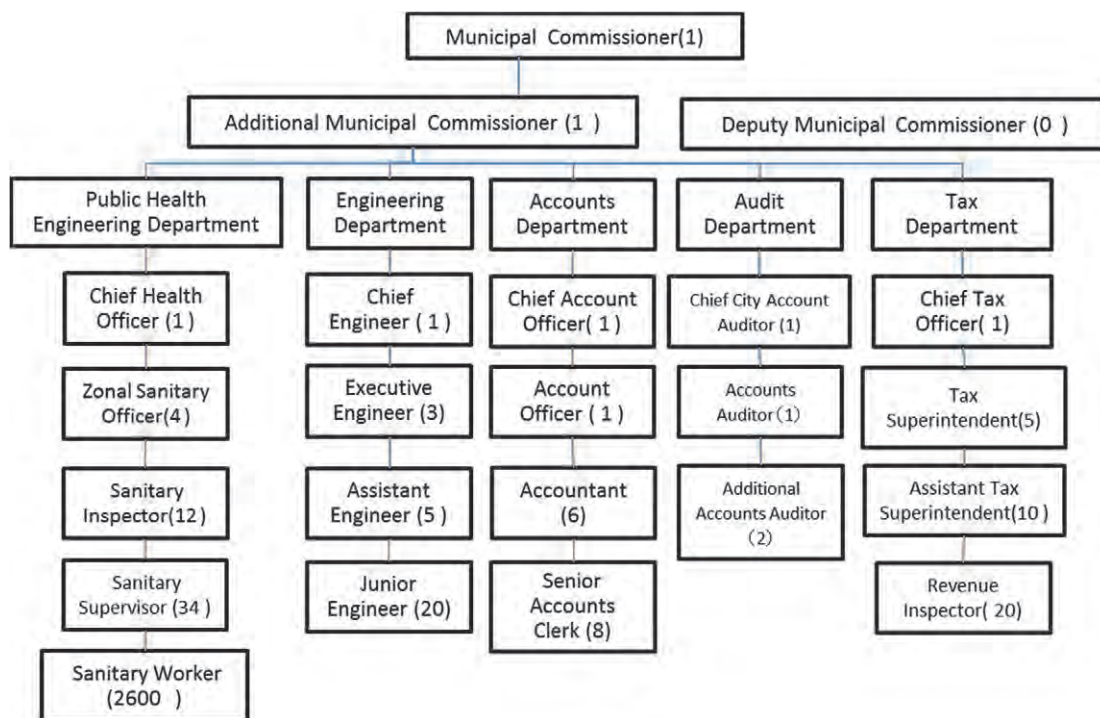 Municipal Commissioner(1)
Additional Municipal Commissioner (1 )
Deputy Municipal Commissioner (0 )
Public Health
Engineering Department
Engineering
Department
Accounts
Department
Audit
Department
Tax
Department
Chief Health
Officer (1)
Chief
Engineer ( 1 )
Chief Account
Officer( 1 )
Chief City Account
Auditor (1)
Chief Tax
Officer( 1)
Zonal Sanitary
Officer(4)
Executive
Engineer (3)
Account
Officer ( 1 )
Accounts
Auditor（1）
Tax
Superintendent(5)
Sanitary
Inspector(12)
Assistant
Engineer (5 )
Accountant
(6)
Additional
Accounts Auditor
（2）
Assistant Tax
Superintendent(10 )
Sanitary
Supervisor (34 )
Junior
Engineer (20)
Senior
Accounts
Clerk (8)
Revenue
Inspector( 20)
Sanitary Worker
(2600 )